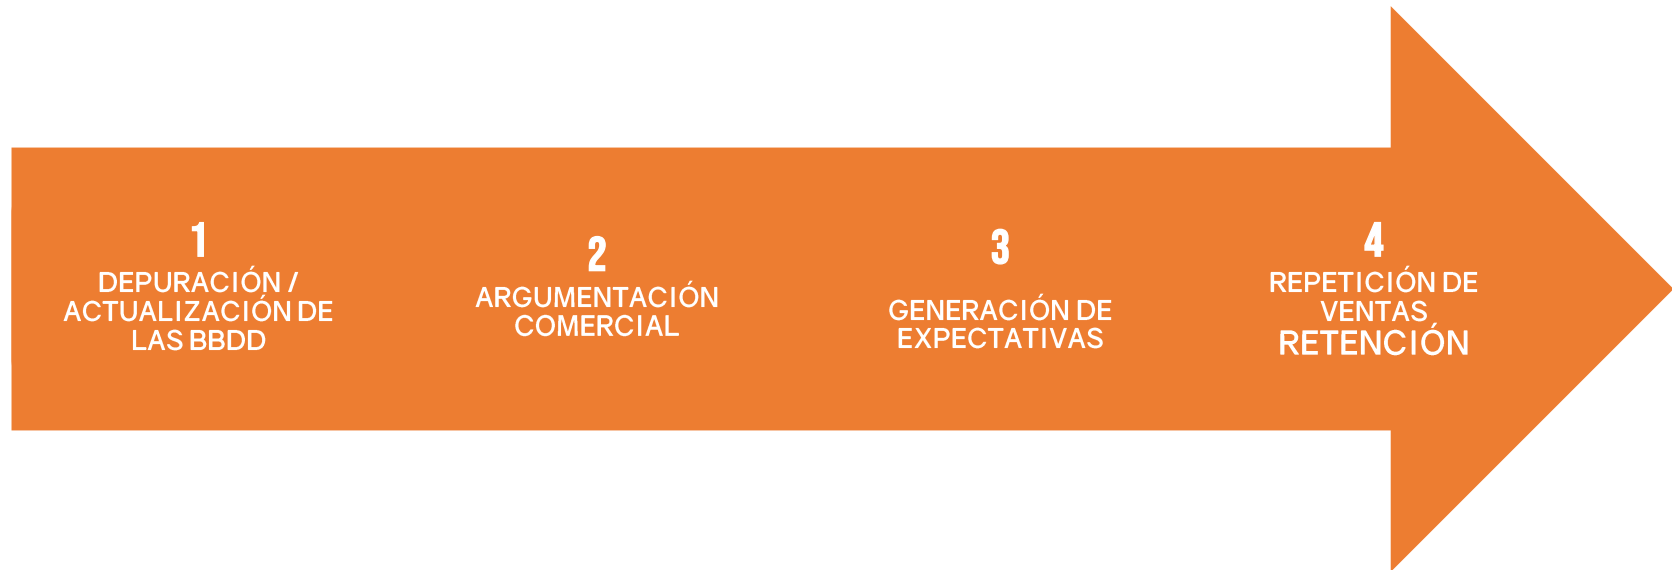 1
DEPURACIÓN /
ACTUALIZACIÓN DE
LAS BBDD
2
ARGUMENTACIÓN
COMERCIAL
3
GENERACIÓN DE
EXPECTATIVAS
4
REPETICIÓN DE
VENTAS
RETENCIÓN